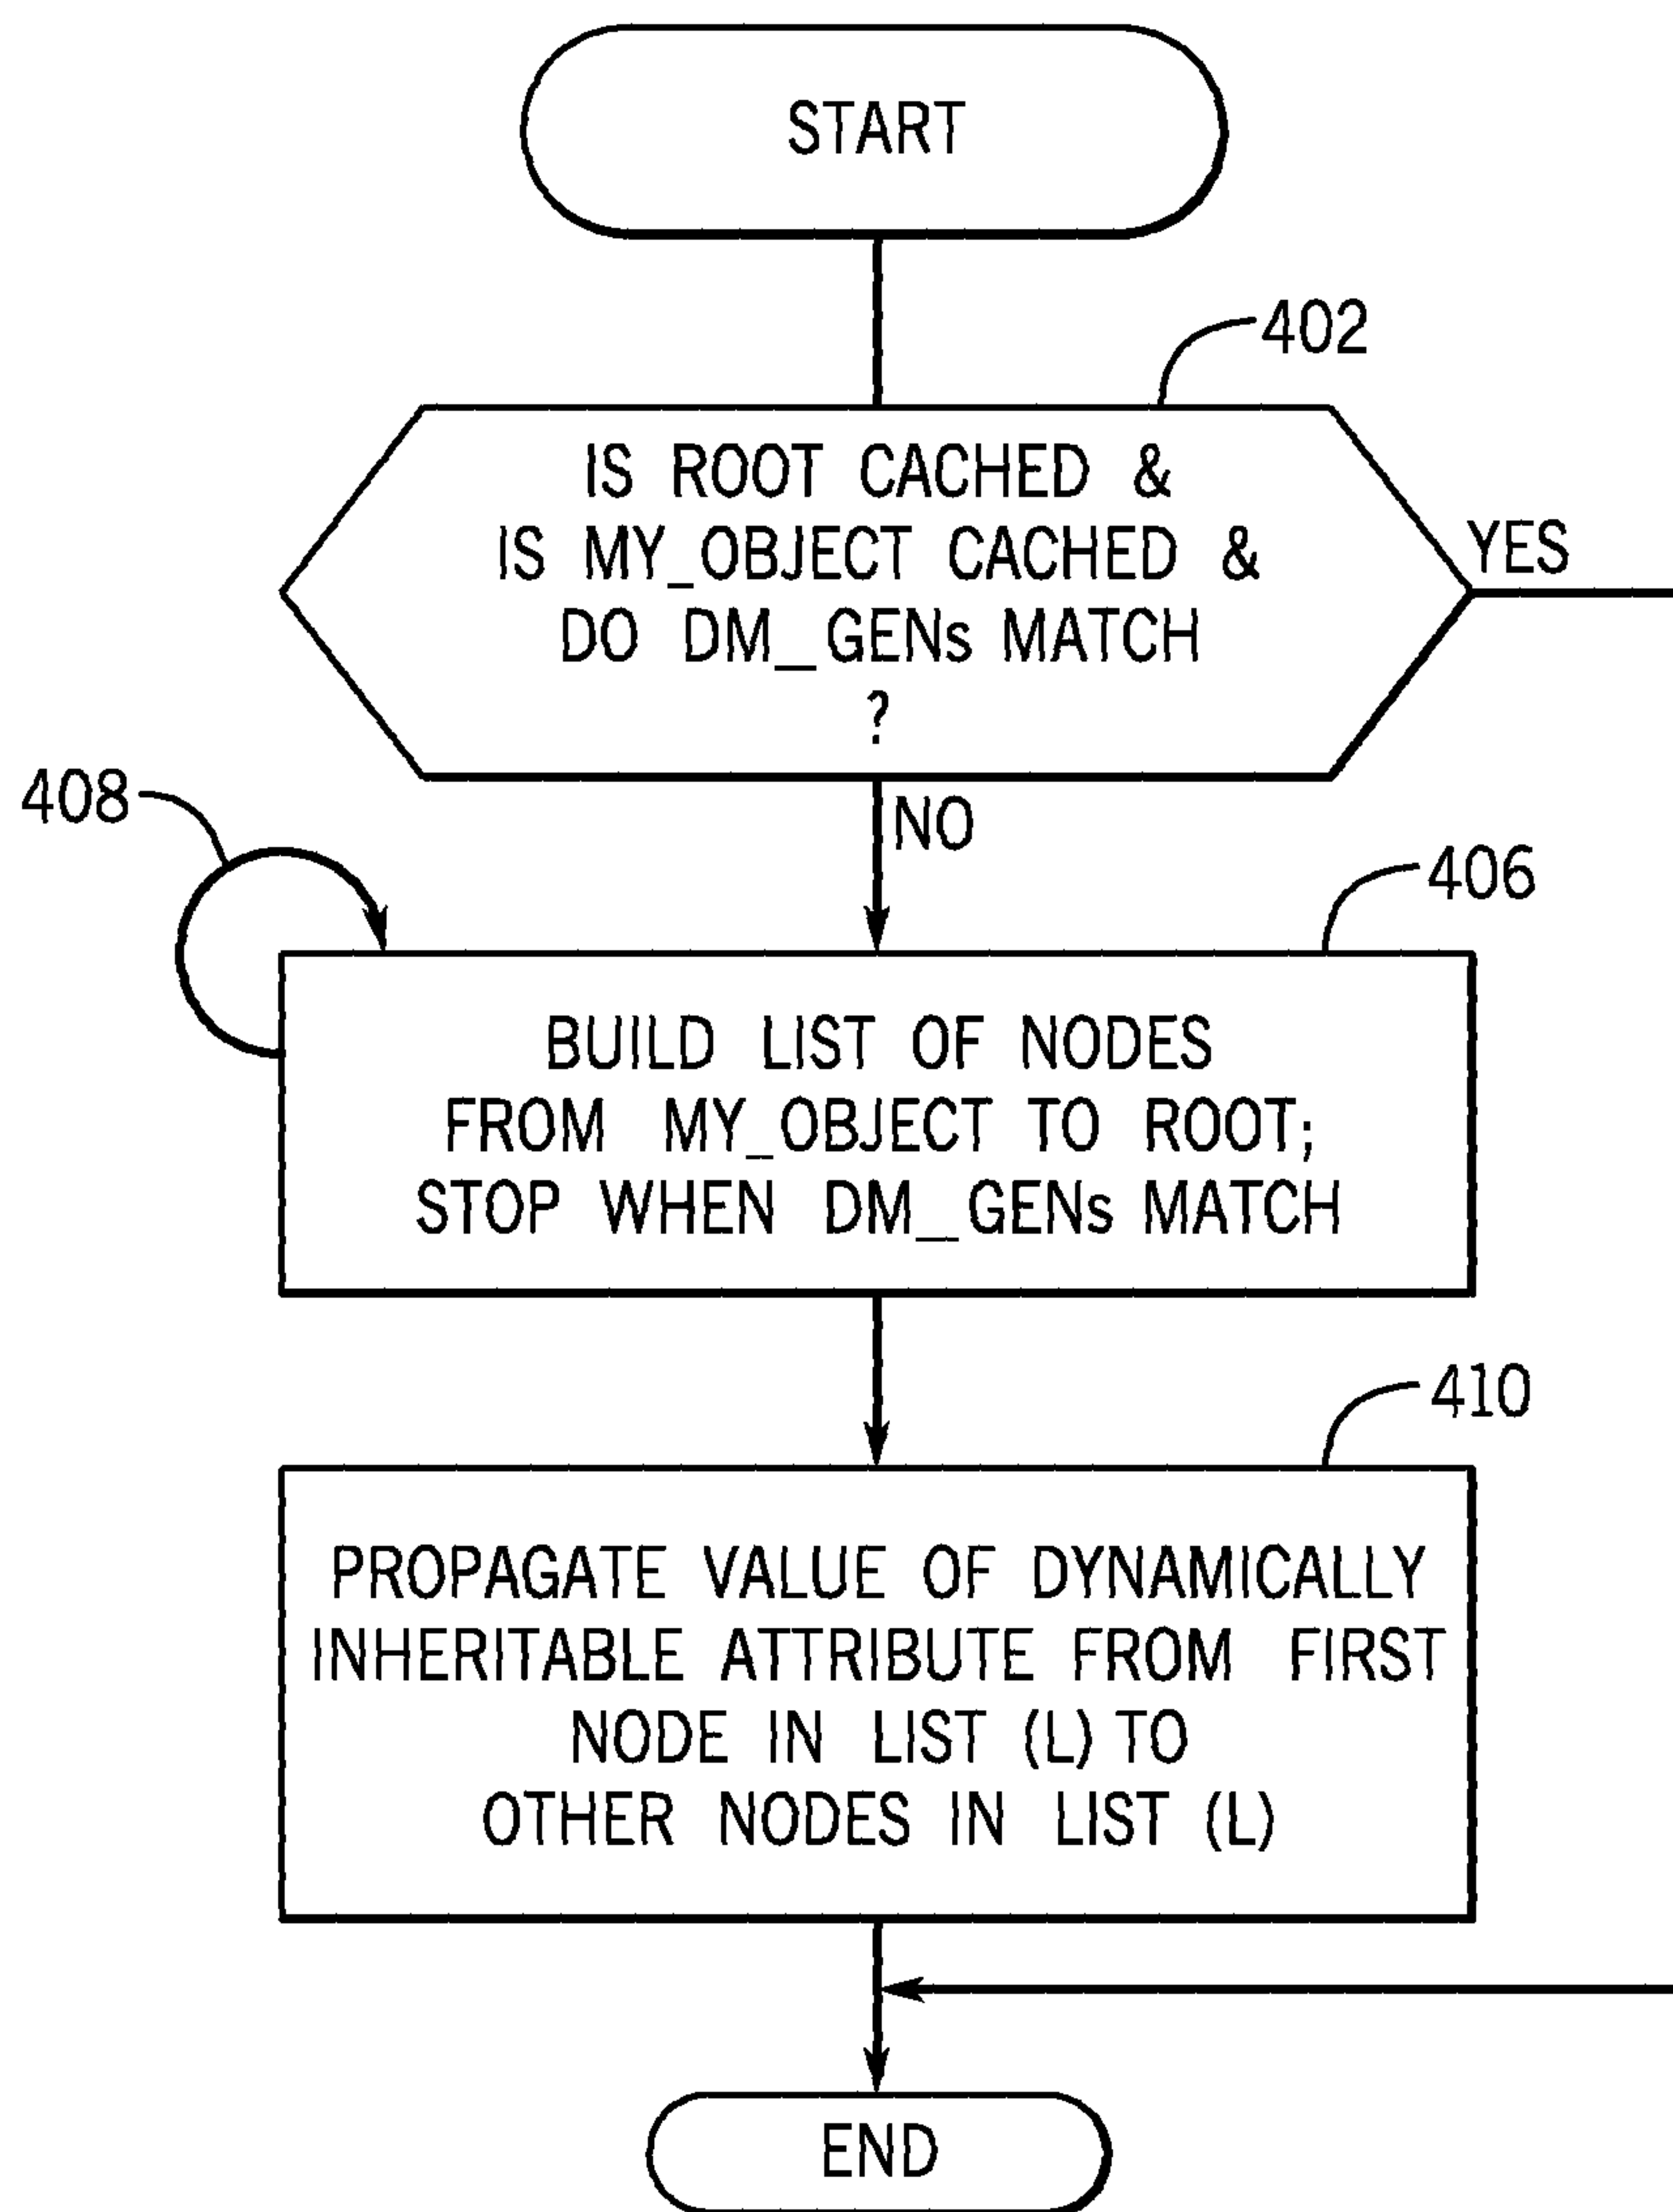 START
402
IS ROOT CACHED &
IS MY_OBJECT CACHED &
DO DM__GENs MATCH
?
YES
NO
408
406
BUILD LIST OF NODES
FROM MY_OBJECT TO ROOT;
STOP WHEN DM__GENs MATCH
410
PROPAGATE VALUE OF DYNAMICALLY
INHERITABLE ATTRIBUTE FROM FIRST
NODE IN LIST (L) TO
OTHER NODES IN LIST (L)
END